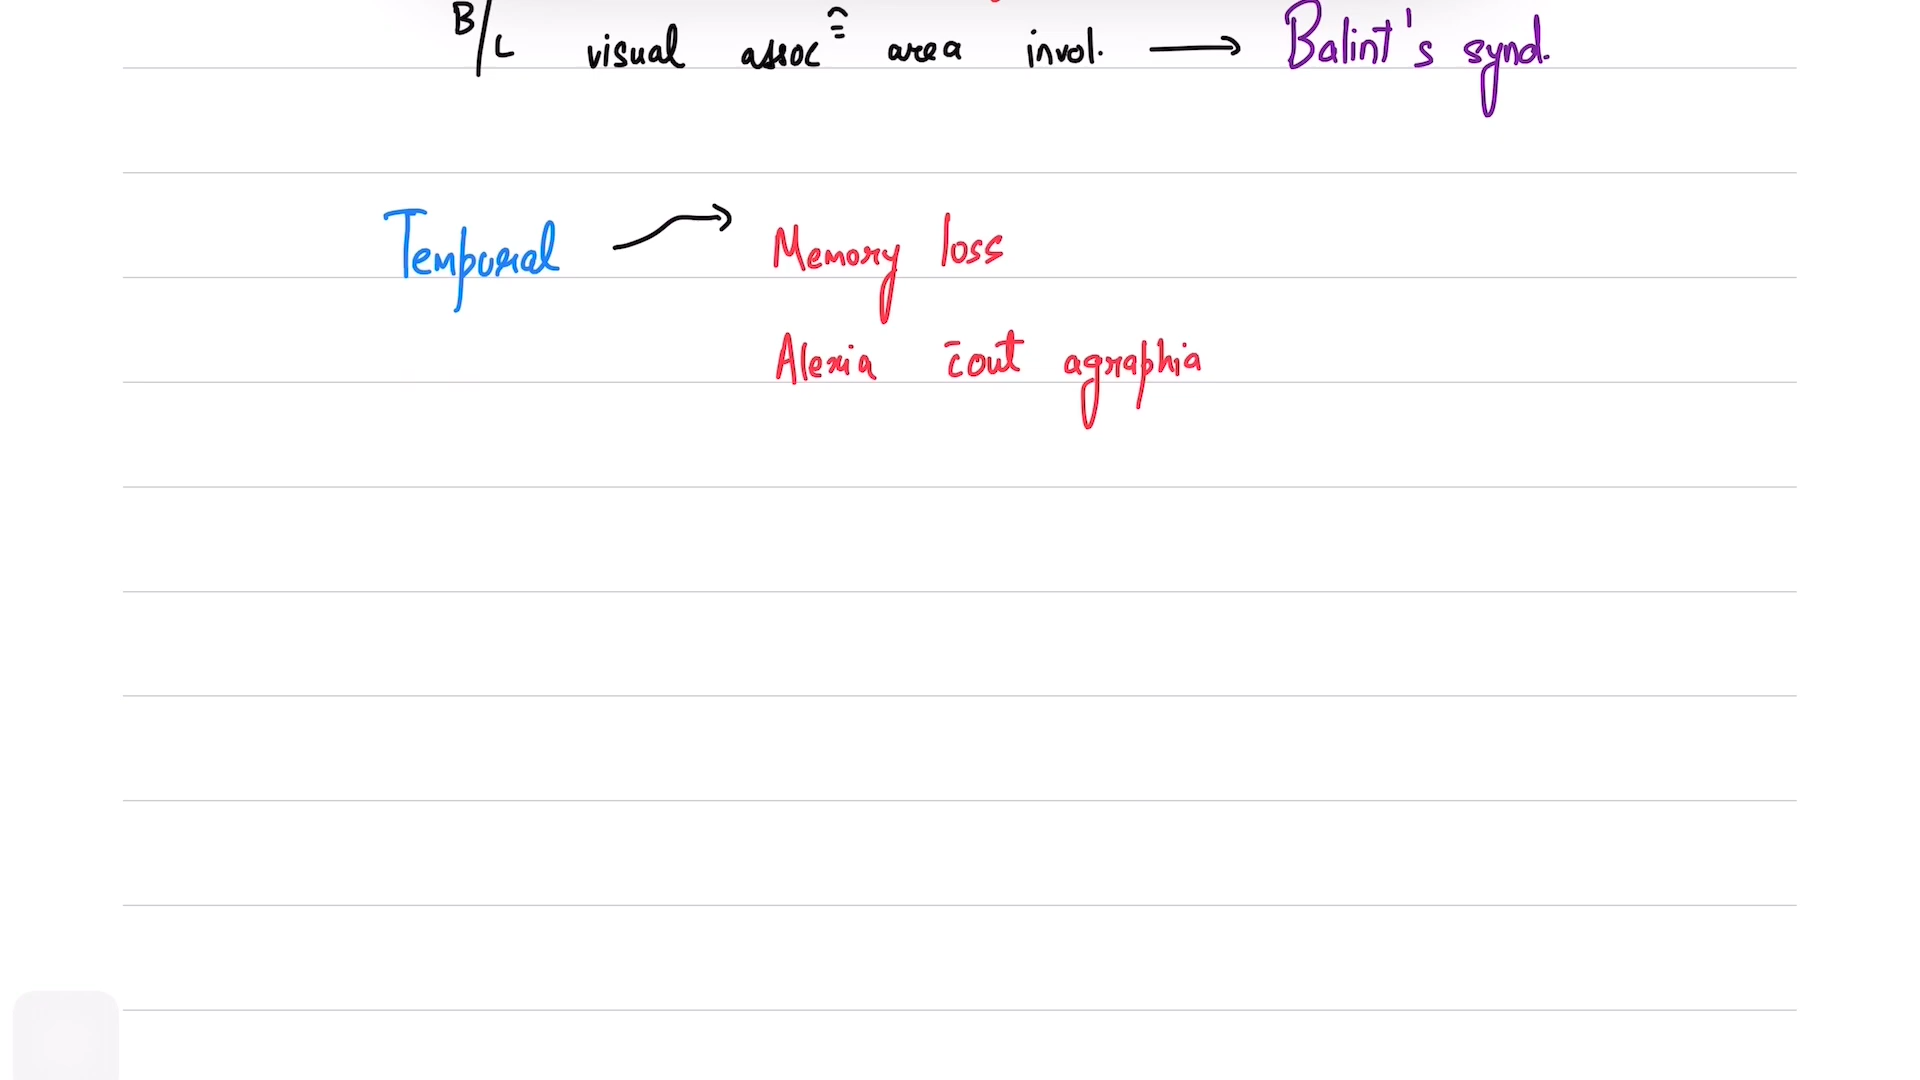 B/L visual assoc⁼ area invol. → Balint's synd.
Temporal → Memory loss
Alexia c̄out agraphia